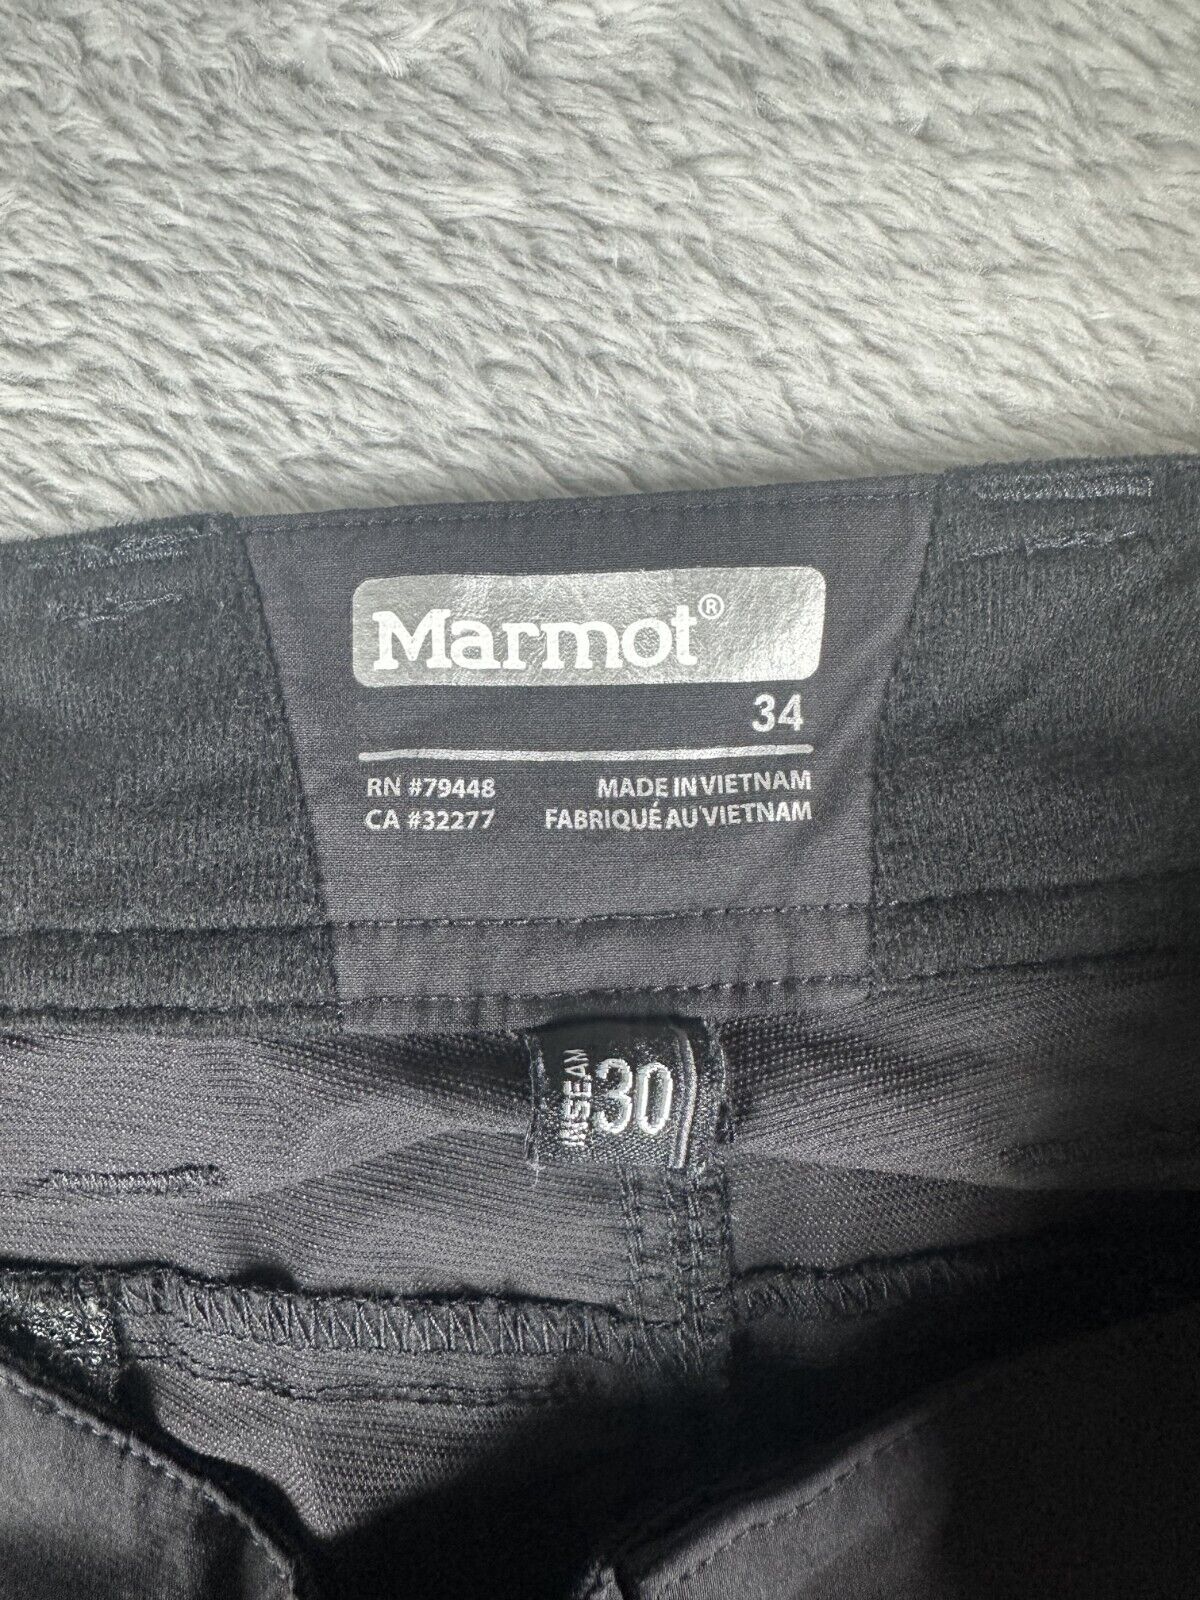 Marmot®
34
RN #79448
MADE IN VIETNAM
CA #32277
FABRIQUÉ AU VIETNAM
INSEAM
30